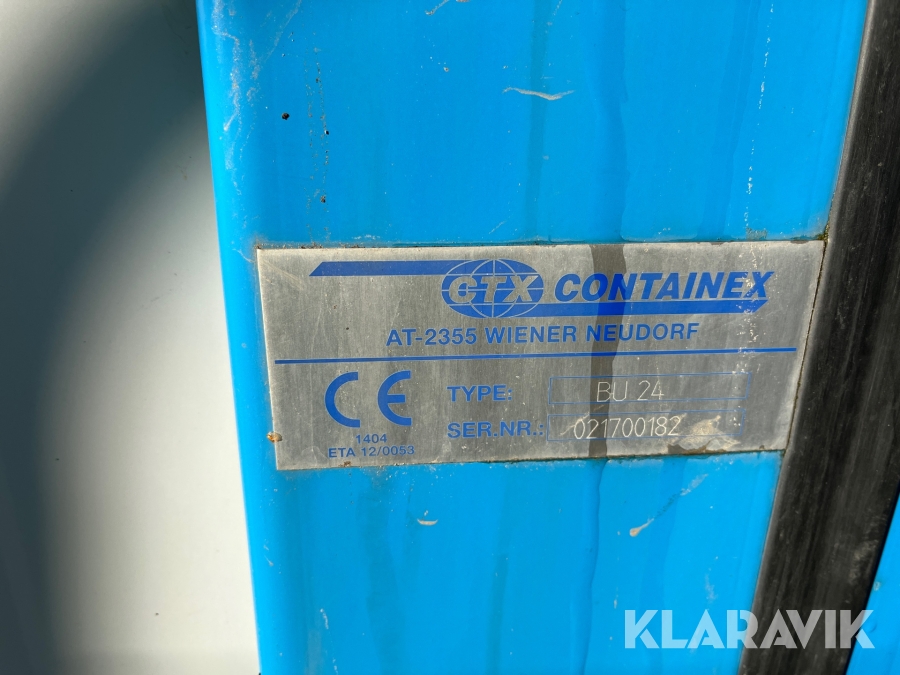 CTX CONTAINEX
AT-2355 WIENER NEUDORF
CE TYPE: BU 24
1404 SER.NR.: 021700182
ETA 12/0053
KLARAVIK